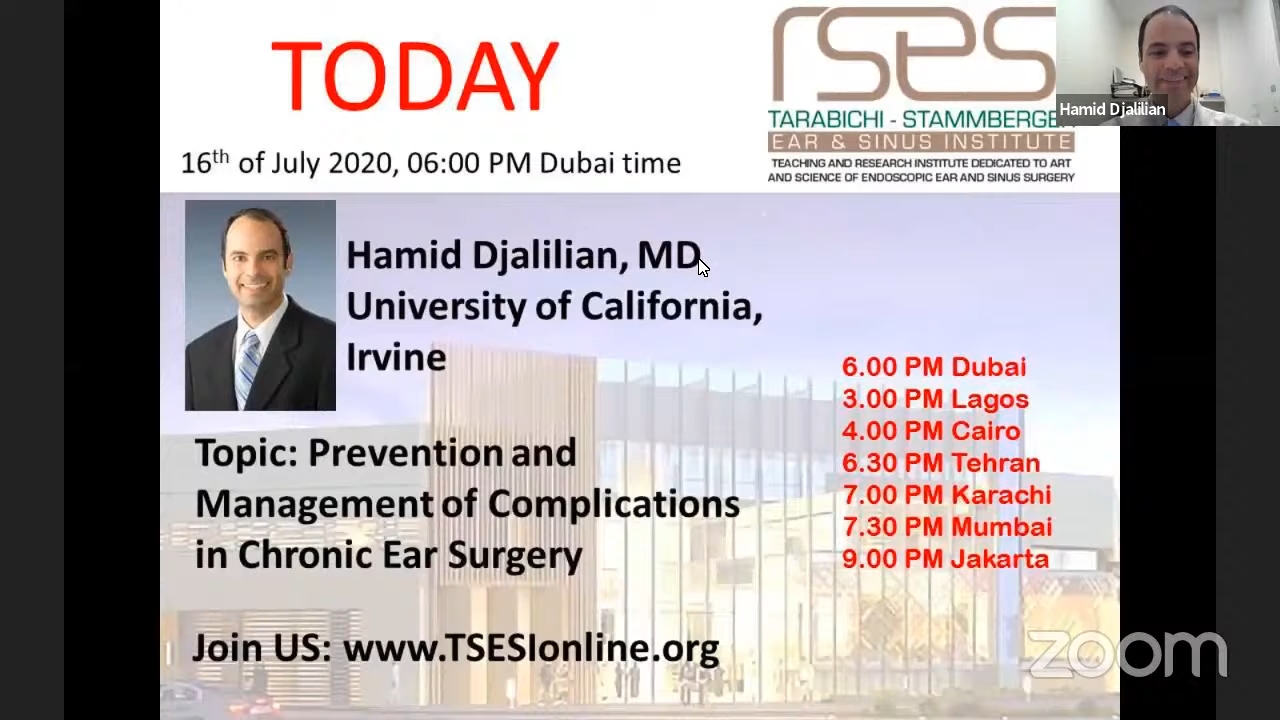 TODAY
16th of July 2020, 06:00 PM Dubai time
TSES
TARABICHI - STAMMBERGE
EAR & SINUS INSTITUTE
TEACHING AND RESEARCH INSTITUTE DEDICATED TO ART
AND SCIENCE OF ENDOSCOPIC EAR AND SINUS SURGERY
Hamid Djalilian
Hamid Djalilian, MD
University of California,
Irvine
Topic: Prevention and
Management of Complications
in Chronic Ear Surgery
6.00 PM Dubai
3.00 PM Lagos
4.00 PM Cairo
6.30 PM Tehran
7.00 PM Karachi
7.30 PM Mumbai
9.00 PM Jakarta
Join US: www.TSESIonline.org
zoom